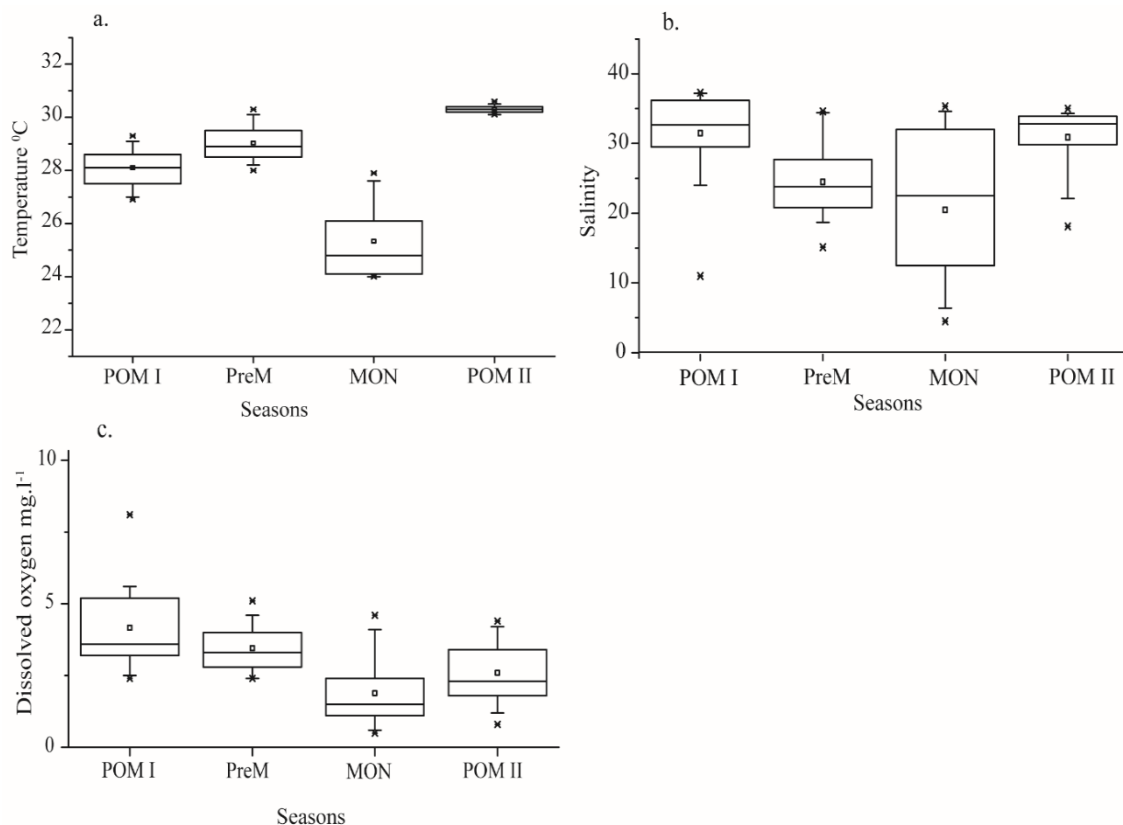 a.
Temperature ⁰C
32
30
28
26
24
22
POM I PreM MON POM II
Seasons
b.
Salinity
40
30
20
10
0
POM I PreM MON POM II
Seasons
c.
Dissolved oxygen mg.l⁻¹
10
5
0
POM I PreM MON POM II
Seasons